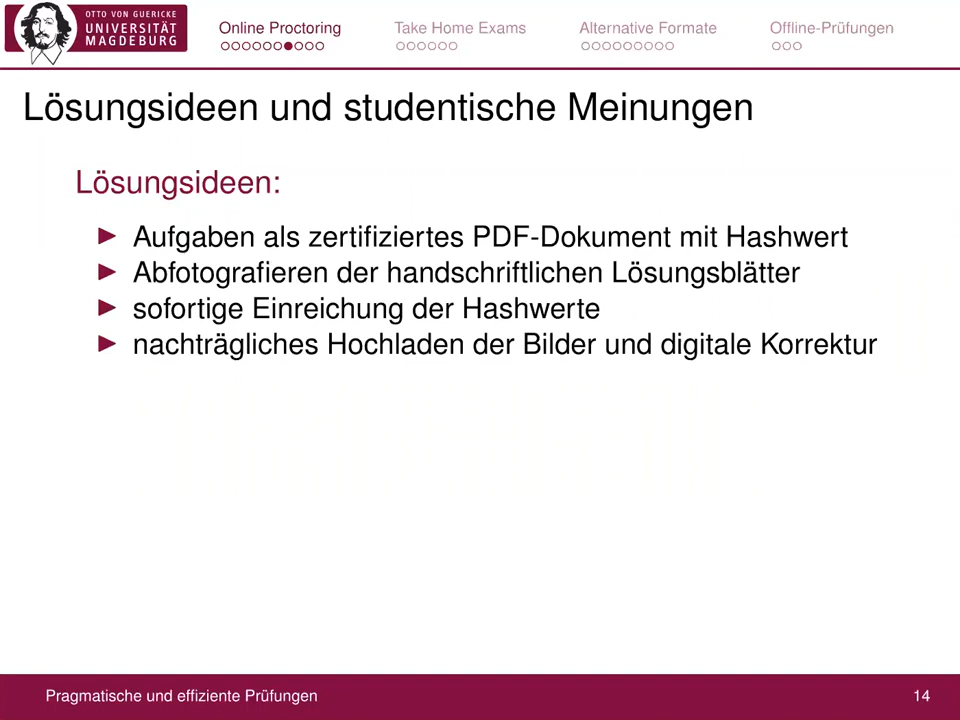 OTTO VON GUERICKE
UNIVERSITÄT
MAGDEBURG
Online Proctoring
Take Home Exams
Alternative Formate
Offline-Prüfungen
Lösungsideen und studentische Meinungen
Lösungsideen:
Aufgaben als zertifiziertes PDF-Dokument mit Hashwert
Abfotografieren der handschriftlichen Lösungsblätter
sofortige Einreichung der Hashwerte
nachträgliches Hochladen der Bilder und digitale Korrektur
Pragmatische und effiziente Prüfungen
14